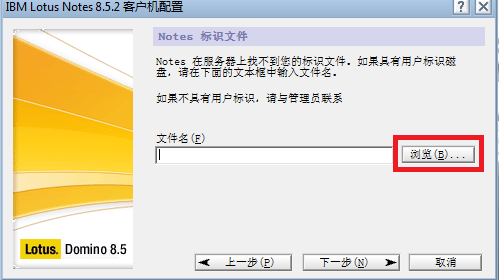 IBM Lotus Notes 8.5.2 客户机配置
Notes 标识文件
Notes 在服务器上找不到您的标识文件。如果具有用户标识磁
盘，请在下面的文本框中输入文件名。
如果不具有用户标识，请与管理员联系
文件名(F)
浏览(B)...
Lotus. Domino 8.5
上一步(P)
下一步(N)
取消